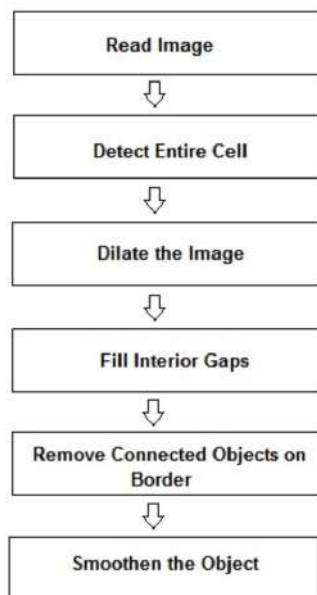 Read Image
Detect Entire Cell
Dilate the Image
Fill Interior Gaps
Remove Connected Objects on
Border
Smoothen the Object